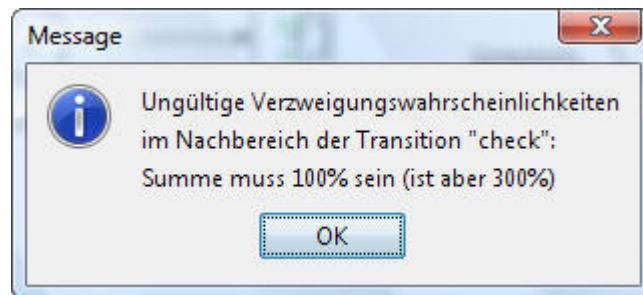 Message
Ungültige Verzweigungswahrscheinlichkeiten
im Nachbereich der Transition "check":
Summe muss 100% sein (ist aber 300%)
OK